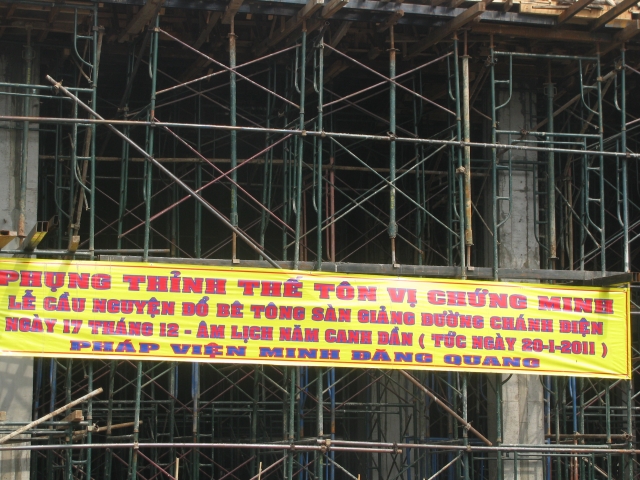 PHỤNG THỈNH THẾ TÔN VỊ CHỨNG MINH
LỄ CẦU NGUYỆN ĐỔ BÊ TÔNG SÀN GIẢNG ĐƯỜNG CHÁNH ĐIỆN
NGÀY 17 THÁNG 12 - ÂM LỊCH NĂM CANH DẦN ( TỨC NGÀY 20-1-2011 )
PHÁP VIỆN MINH ĐĂNG QUANG